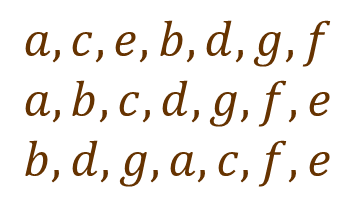 a, c, e, b, d, g, f
a, b, c, d, g, f, e
b, d, g, a, c, f, e